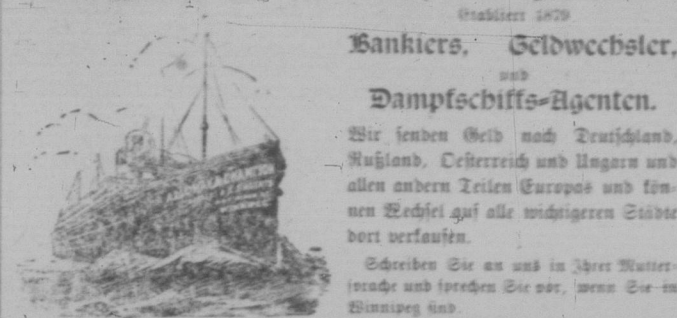 Etabliert 1879
Bankiers, Geldwechsler,
und
Dampfschiffs-Agenten.
Wir senden Geld nach Deutschland,
Rußland, Oesterreich und Ungarn und
allen andern Teilen Europas und kön-
nen Wechsel auf alle wichtigeren Städte
dort verkaufen.
Schreiben Sie an uns in Ihrer Mutter-
sprache und sprechen Sie vor, wenn Sie in
Winnipeg sind.